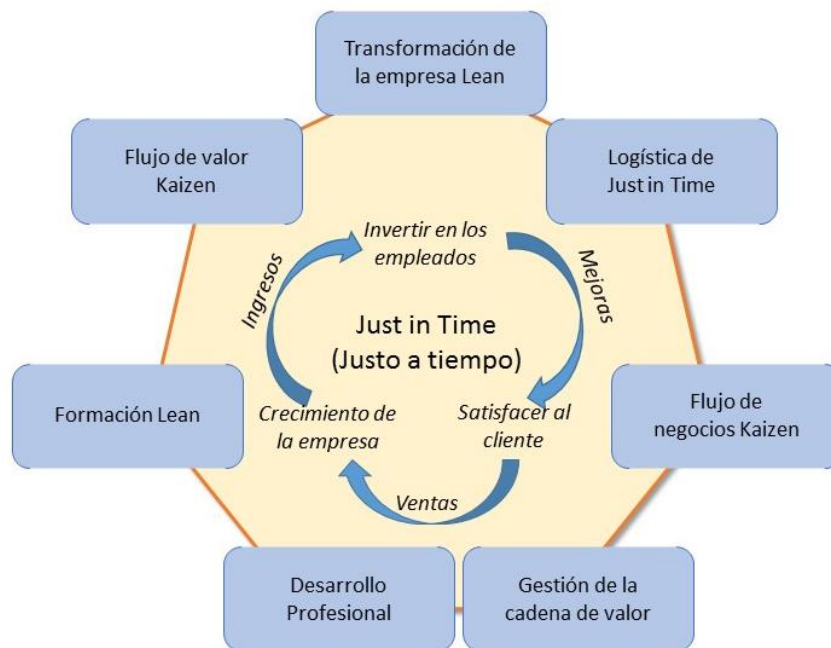 Transformación de
la empresa Lean
Flujo de valor
Kaizen
Logística de
Just in Time
Invertir en los
empleados
Ingresos
Mejoras
Just in Time
(Justo a tiempo)
Formación Lean
Crecimiento de
la empresa
Satisfacer al
cliente
Flujo de
negocios Kaizen
Ventas
Desarrollo
Profesional
Gestión de la
cadena de valor